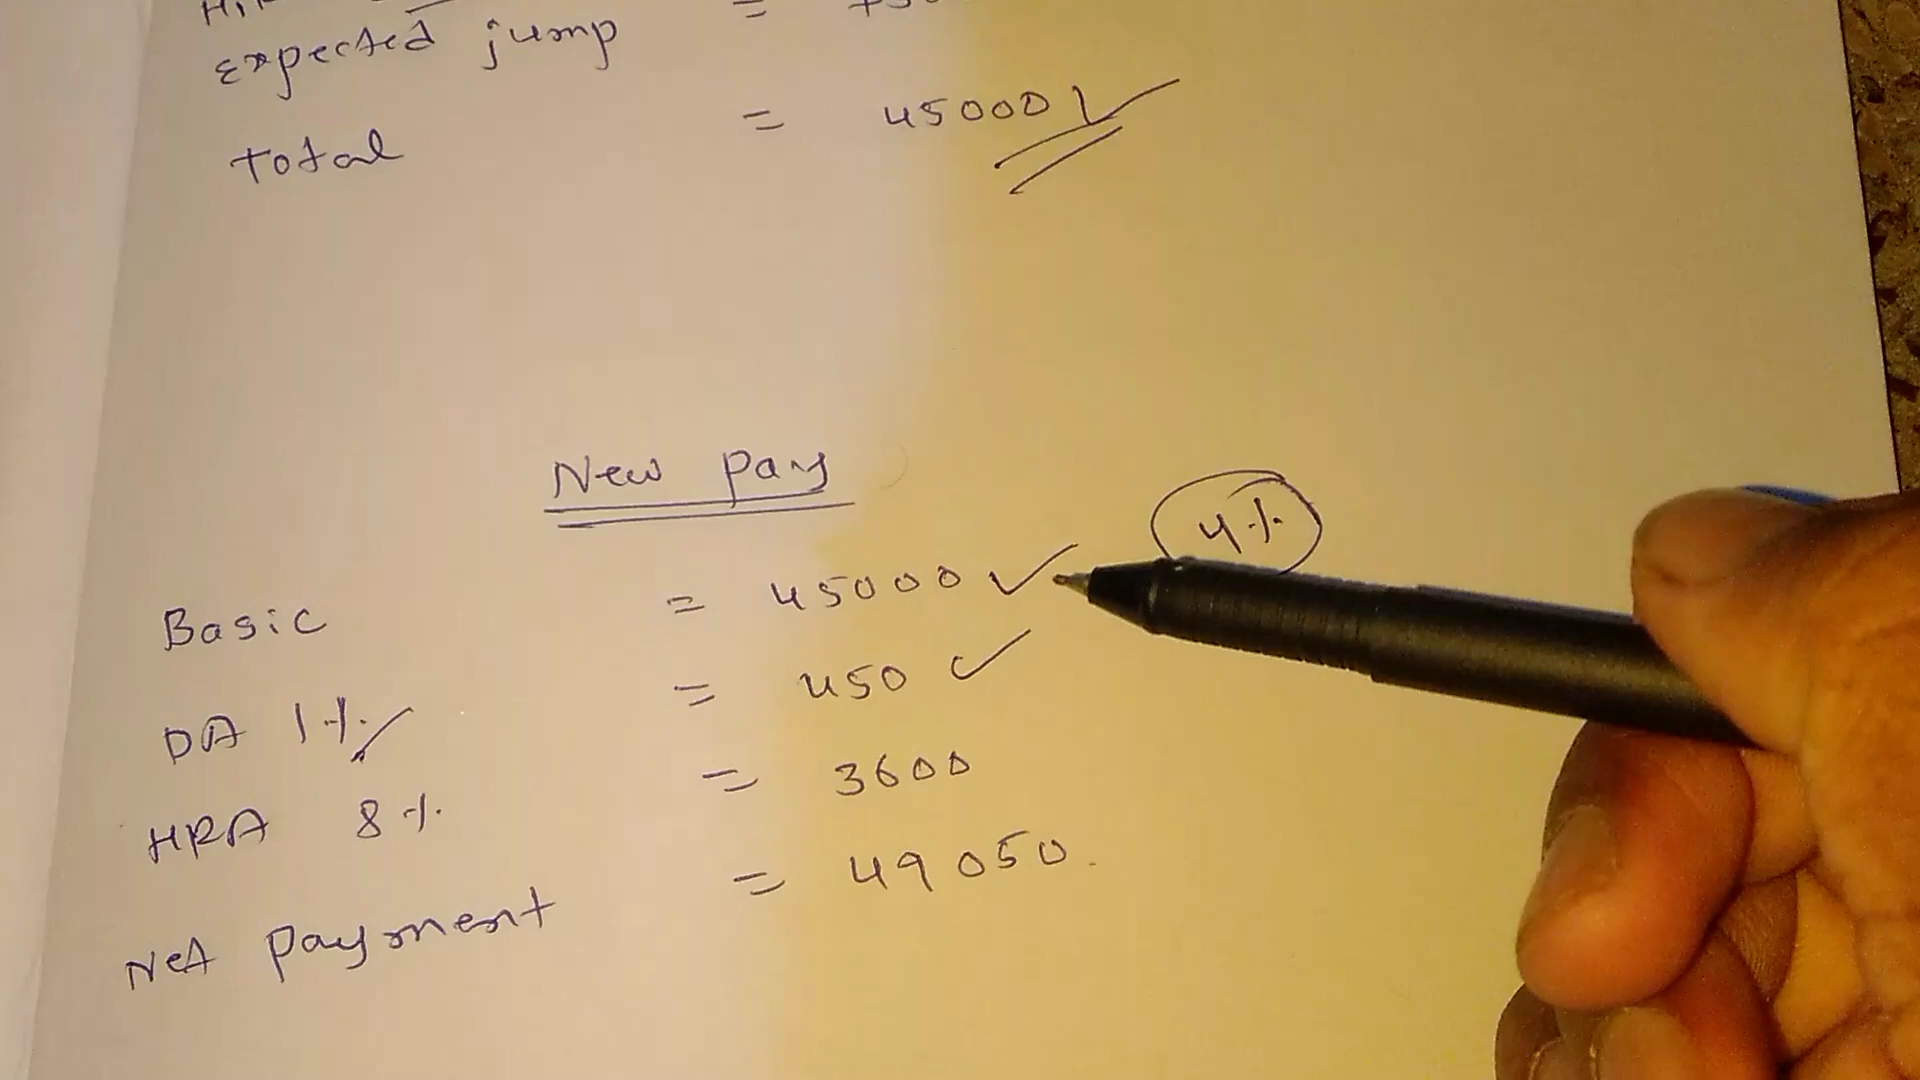 expected jump =
Total = 45000
New Pay
4%
Basic = 45000
DA 1% = 450
HRA 8% = 3600
Net Payment = 49050.